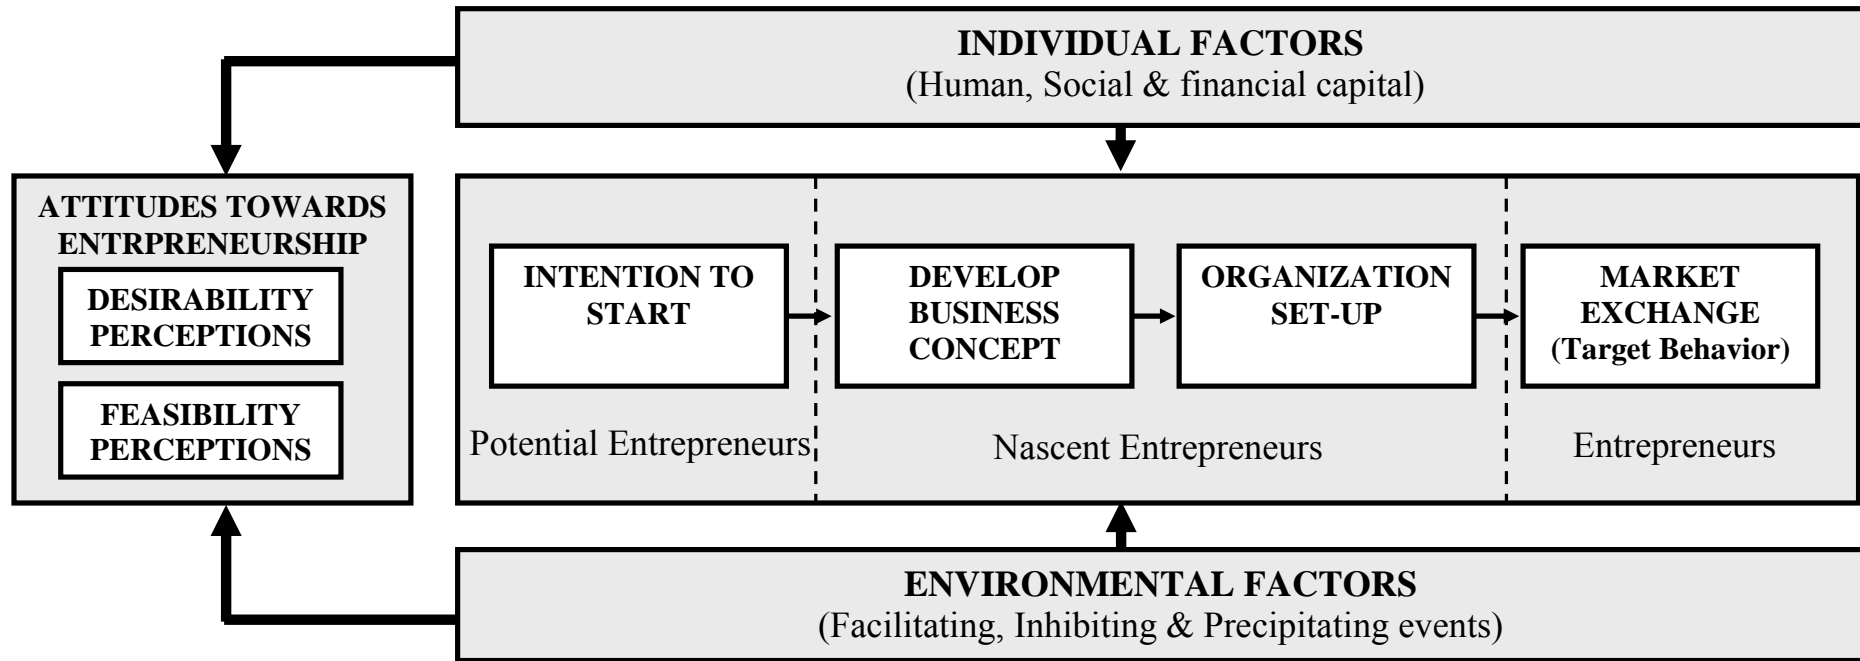 INDIVIDUAL FACTORS
(Human, Social & financial capital)
ATTITUDES TOWARDS
ENTRPRENEURSHIP
DESIRABILITY
PERCEPTIONS
FEASIBILITY
PERCEPTIONS
INTENTION TO
START
DEVELOP
BUSINESS
CONCEPT
ORGANIZATION
SET-UP
MARKET
EXCHANGE
(Target Behavior)
Potential Entrepreneurs
Nascent Entrepreneurs
Entrepreneurs
ENVIRONMENTAL FACTORS
(Facilitating, Inhibiting & Precipitating events)